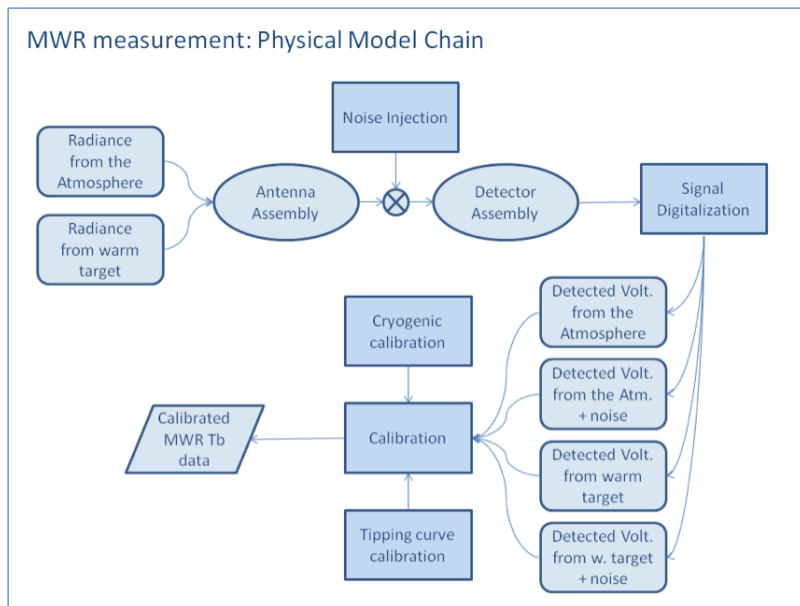 MWR measurement: Physical Model Chain
Noise Injection
Radiance
from the
Atmosphere
Antenna
Assembly
Detector
Assembly
Signal
Digitalization
Radiance
from warm
target
Detected Volt.
from the
Atmosphere
Cryogenic
calibration
Detected Volt.
from the Atm.
+ noise
Calibrated
MWR Tb
data
Calibration
Detected Volt.
from warm
target
Tipping curve
calibration
Detected Volt.
from w. target
+ noise